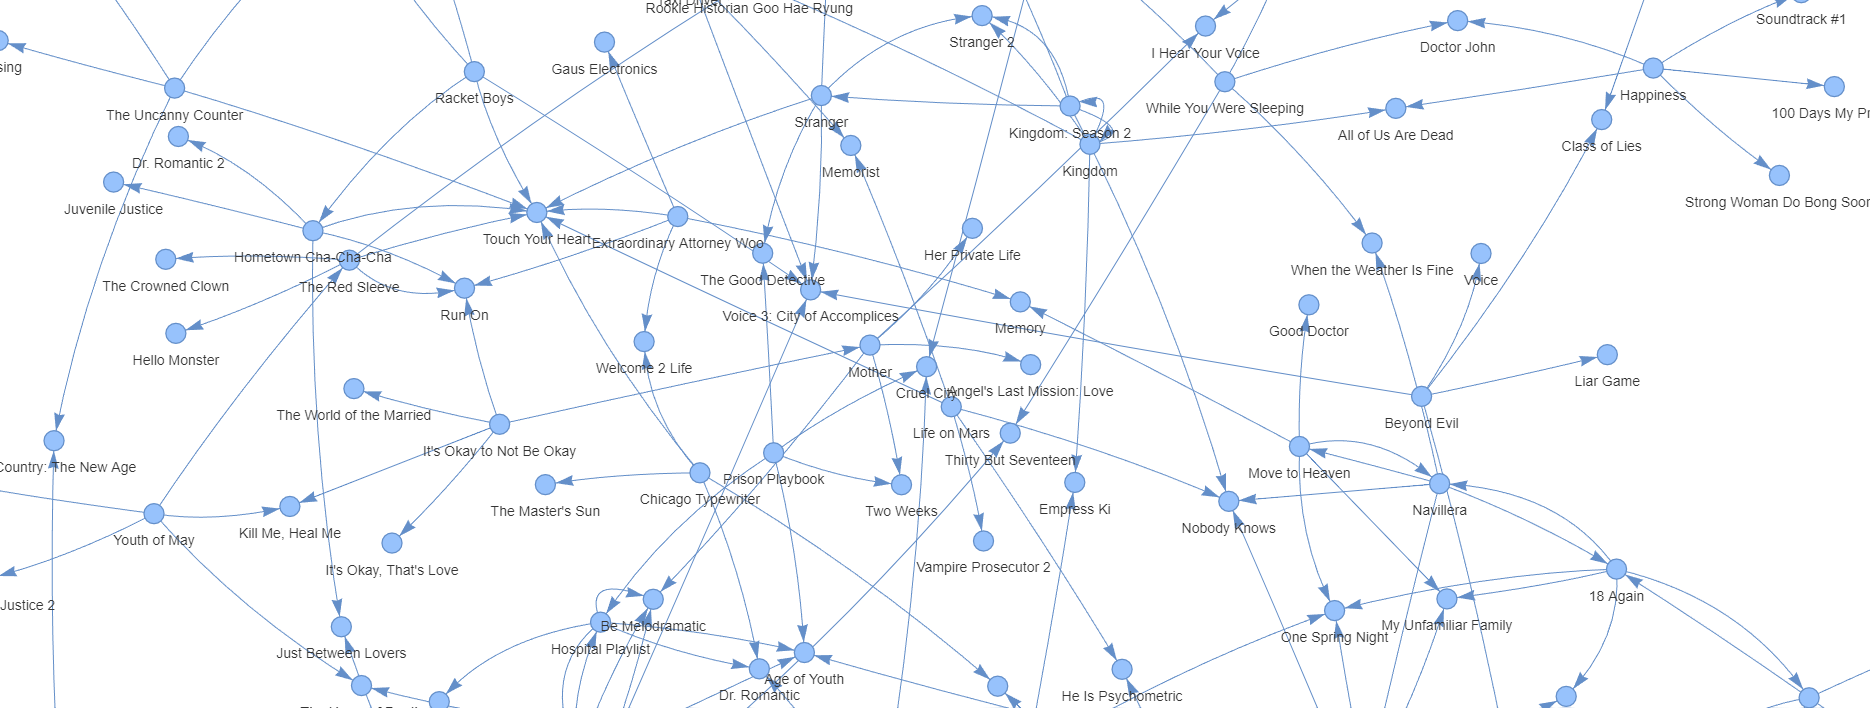 Taxi Driver
Rookie Historian Goo Hae Ryung
Soundtrack #1
Stranger 2
I Hear Your Voice
Doctor John
sing
Gaus Electronics
Racket Boys
Happiness
While You Were Sleeping
The Uncanny Counter
100 Days My Pr
Stranger
Kingdom: Season 2
All of Us Are Dead
Class of Lies
Dr. Romantic 2
Memorist
Kingdom
Juvenile Justice
Strong Woman Do Bong Soon
Touch Your Heart
Extraordinary Attorney Woo
Hometown Cha-Cha-Cha
Her Private Life
When the Weather Is Fine
Voice
The Good Detective
The Crowned Clown
The Red Sleeve
Run On
Voice 3: City of Accomplices
Memory
Good Doctor
Hello Monster
Welcome 2 Life
Mother
Liar Game
Cruel City
Angel's Last Mission: Love
The World of the Married
Beyond Evil
Life on Mars
It's Okay to Not Be Okay
Thirty But Seventeen
Country: The New Age
Move to Heaven
Prison Playbook
Chicago Typewriter
The Master's Sun
Two Weeks
Empress Ki
Navillera
Nobody Knows
Kill Me, Heal Me
Youth of May
It's Okay, That's Love
Vampire Prosecutor 2
18 Again
Justice 2
Be Melodramatic
My Unfamiliar Family
One Spring Night
Hospital Playlist
Just Between Lovers
Age of Youth
Dr. Romantic
He Is Psychometric